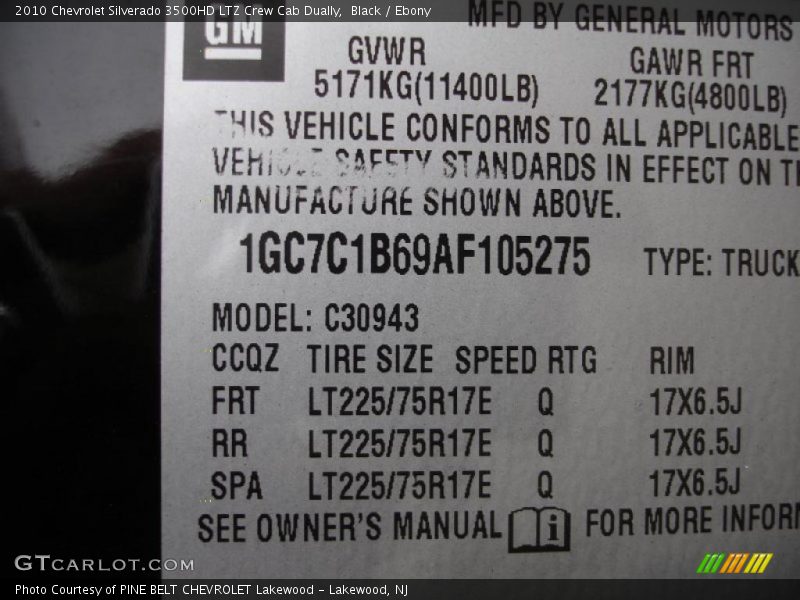 2010 Chevrolet Silverado 3500HD LTZ Crew Cab Dually,  Black / Ebony
GM
MFD BY GENERAL MOTORS
GVWR
GAWR FRT
5171KG(11400LB)
2177KG(4800LB)
THIS VEHICLE CONFORMS TO ALL APPLICABLE
VEHICLE SAFETY STANDARDS IN EFFECT ON
MANUFACTURE SHOWN ABOVE.
1GC7C1B69AF105275
TYPE: TRUCK
MODEL: C30943
CCQZ TIRE SIZE SPEED RTG RIM
FRT LT225/75R17E Q 17X6.5J
RR LT225/75R17E Q 17X6.5J
SPA LT225/75R17E Q 17X6.5J
SEE OWNER'S MANUAL i FOR MORE INFOR
GTCARLOT.COM
Photo Courtesy of PINE BELT CHEVROLET Lakewood – Lakewood, NJ